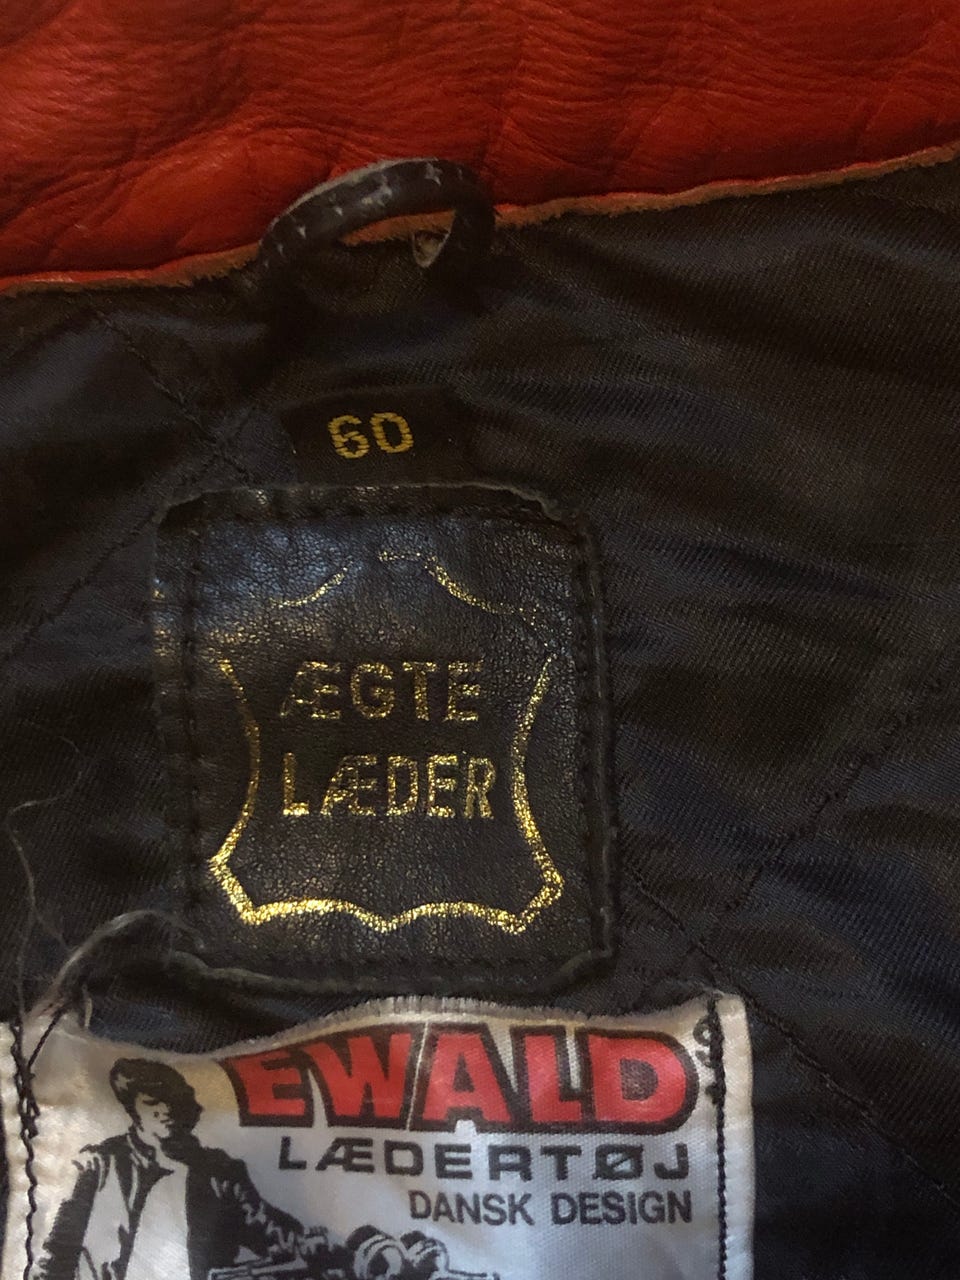 60
ÆGTE
LÆDER
EWALD
LÆDERTØJ
DANSK DESIGN